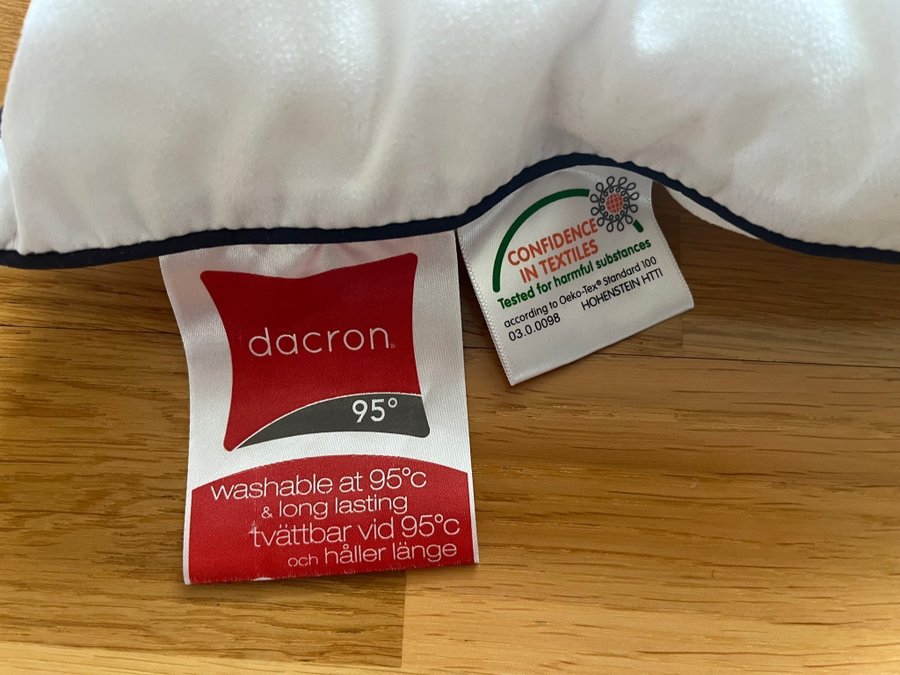 dacron
95°
washable at 95°c
& long lasting
tvättbar vid 95°c
och håller länge
CONFIDENCE
IN TEXTILES
Tested for harmful substances
according to Oeko-Tex® Standard 100
03.0.0098 HOHENSTEIN HTTI